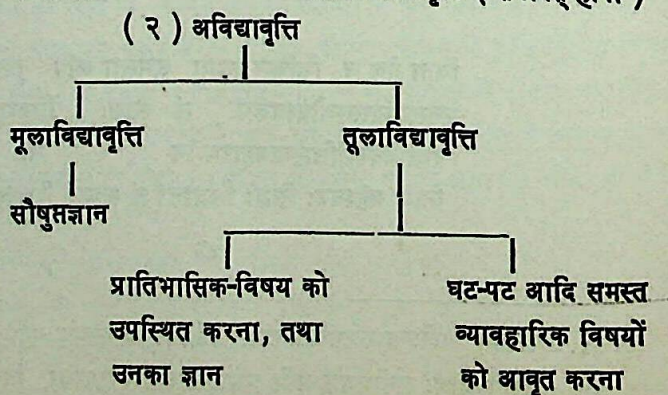 ( २ ) अविद्यावृत्ति
मूलाविद्यावृत्ति
तूलाविद्यावृत्ति
सौषुप्तज्ञान
प्रातिभासिक-विषय को
उपस्थित करना, तथा
उनका ज्ञान
घट-पट आदि समस्त
व्यावहारिक विषयों
को आवृत करना